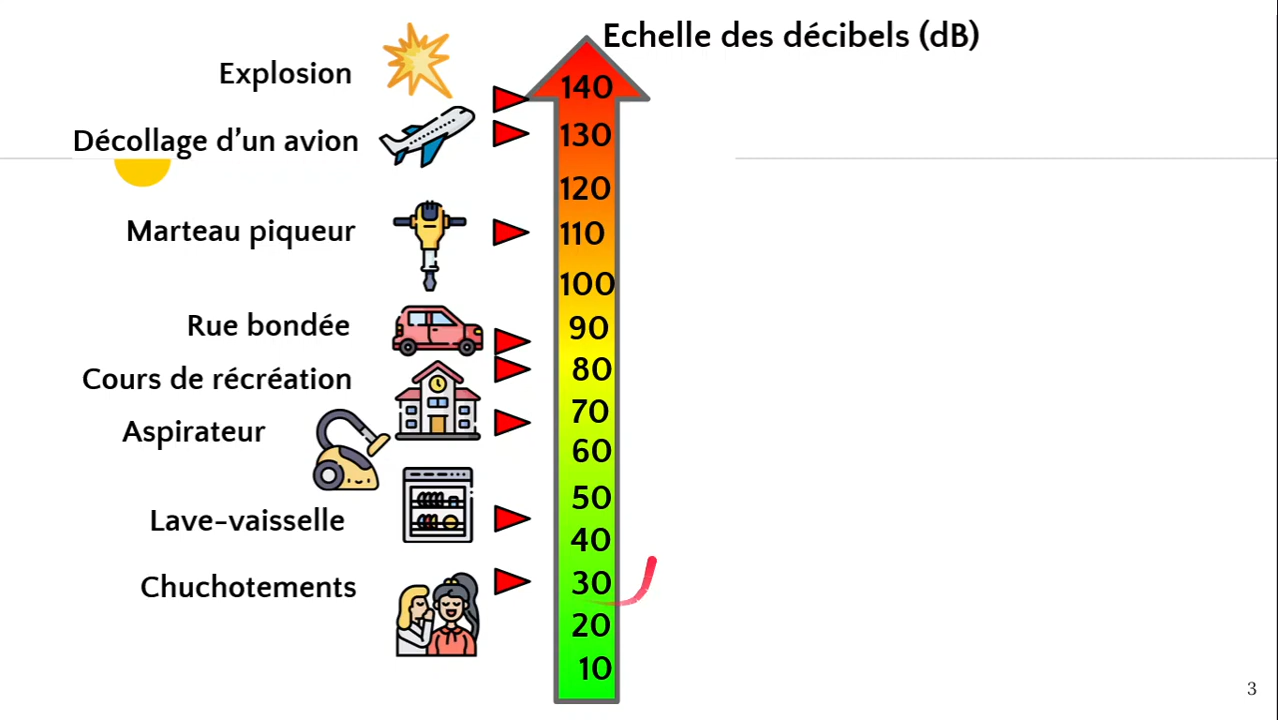 Echelle des décibels (dB)
Explosion
140
Décollage d’un avion
130
120
Marteau piqueur
110
100
Rue bondée
90
80
Cours de récréation
70
Aspirateur
60
50
Lave-vaisselle
40
30
Chuchotements
20
10
3